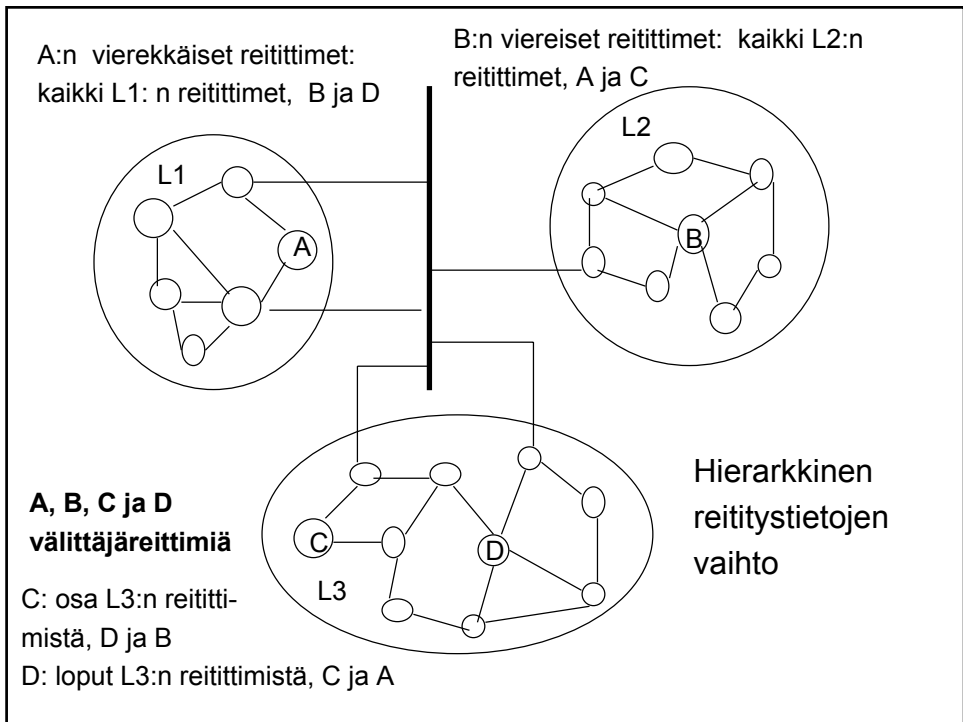 A:n vierekkäiset reitittimet:
kaikki L1: n reitittimet, B ja D
B:n viereiset reitittimet: kaikki L2:n
reitittimet, A ja C
L1
A
L2
B
A, B, C ja D
välittäjäreittimiä
C: osa L3:n reititti-
mistä, D ja B
D: loput L3:n reitittimistä, C ja A
C
D
L3
Hierarkkinen
reititystietojen
vaihto